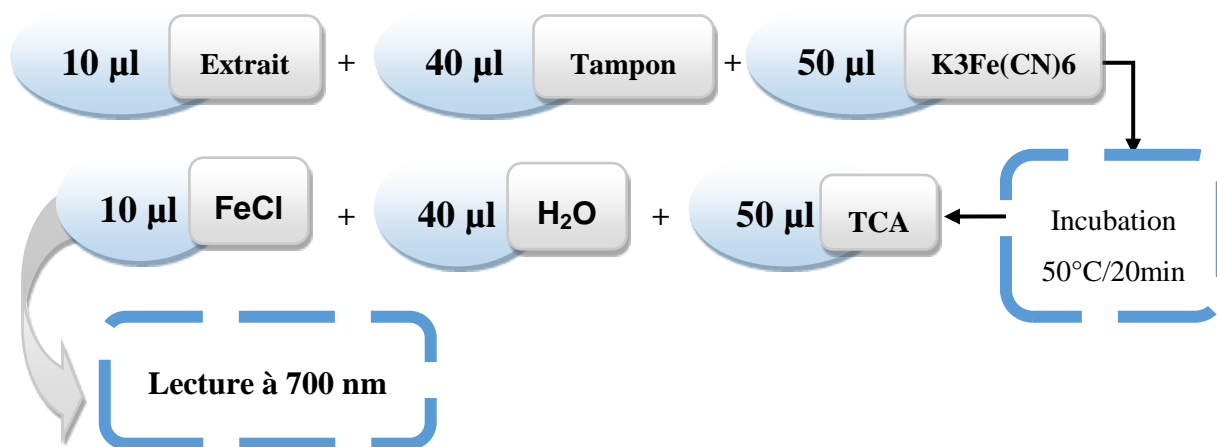 10 µl Extrait + 40 µl Tampon + 50 µl K3Fe(CN)6
10 µl FeCl + 40 µl H₂O + 50 µl TCA
Incubation
50°C/20min
Lecture à 700 nm